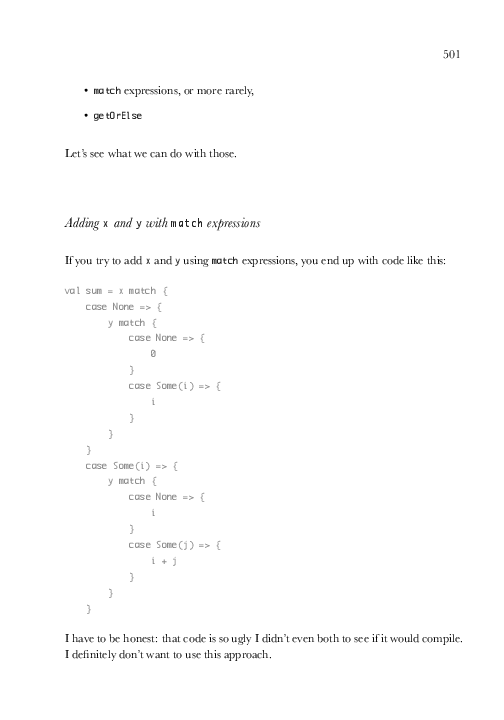 501
• match expressions, or more rarely,
• getOrElse
Let's see what we can do with those.
Adding x and y with match expressions
If you try to add x and y using match expressions, you end up with code like this:
val sum = x match {
    case None => {
        y match {
            case None => {
                0
            }
            case Some(i) => {
                i
            }
        }
    }
    case Some(i) => {
        y match {
            case None => {
                i
            }
            case Some(j) => {
                i + j
            }
        }
    }
I have to be honest: that code is so ugly I didn't even both to see if it would compile.
I definitely don't want to use this approach.